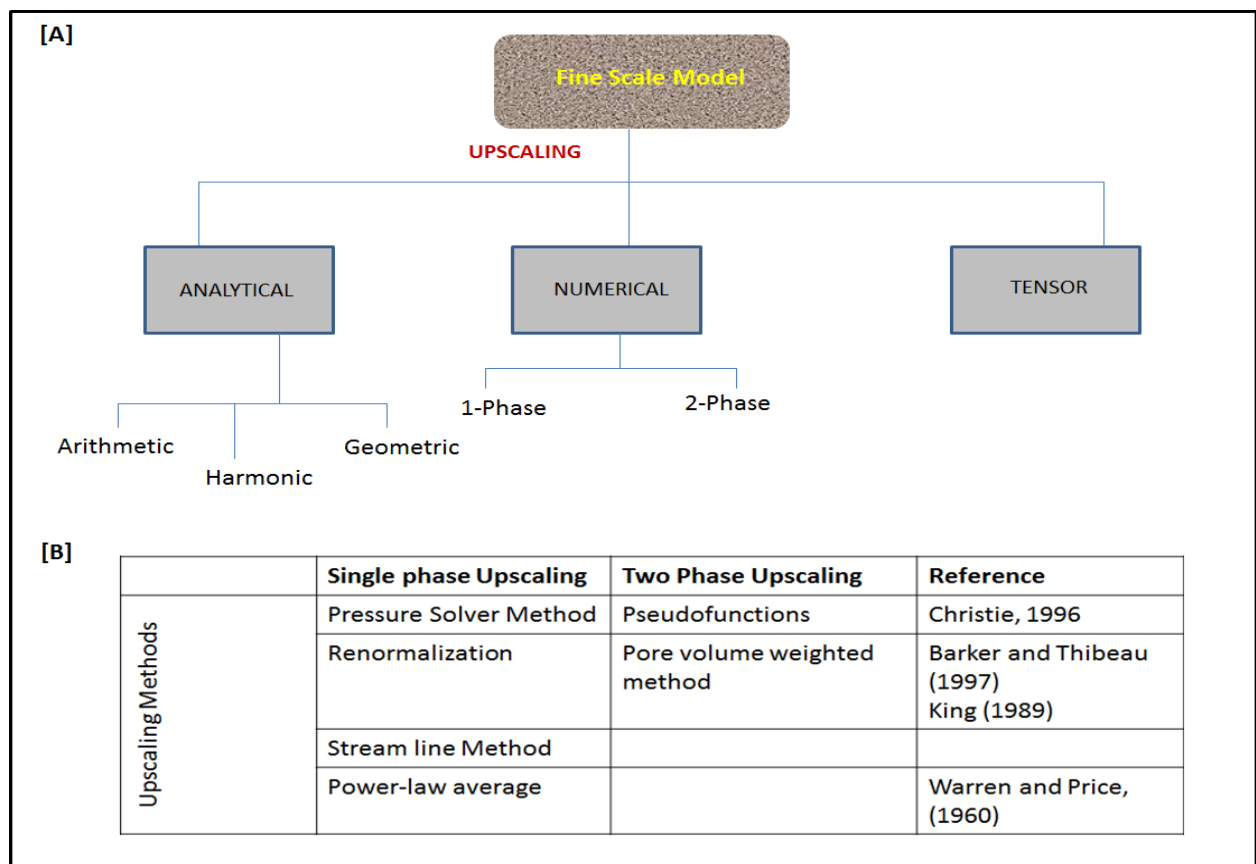 [A]
Fine Scale Model
UPSCALING
ANALYTICAL
NUMERICAL
TENSOR
1-Phase
2-Phase
Arithmetic
Harmonic
Geometric
[B]
Single phase Upscaling Two Phase Upscaling Reference
Upscaling Methods
Pressure Solver Method Pseudofunctions Christie, 1996
Renormalization Pore volume weighted Barker and Thibeau
method (1997)
King (1989)
Stream line Method
Power-law average Warren and Price,
(1960)